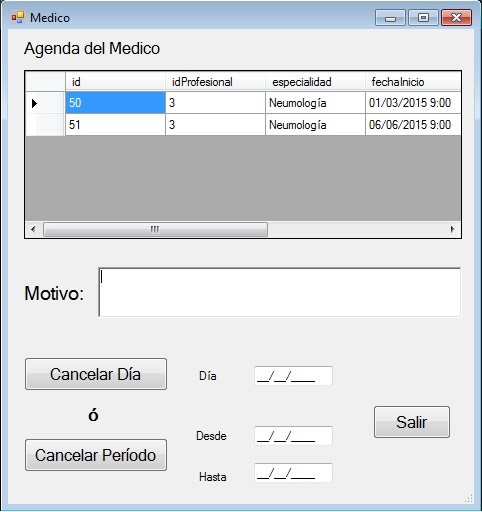 Medico
Agenda del Medico
id idProfesional especialidad fechaInicio
50 3 Neumología 01/03/2015 9:00
51 3 Neumología 06/06/2015 9:00
Motivo:
Cancelar Día Día __/__/____
ó
Salir
Desde __/__/____
Cancelar Período
Hasta __/__/____